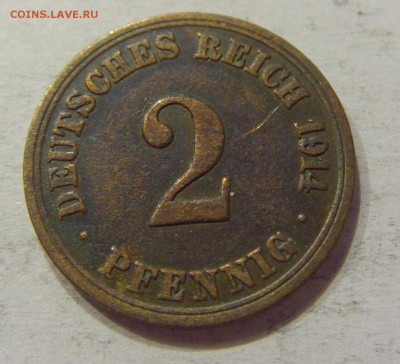 COINS.LAVE.RU
DEUTSCHES REICH 1914
2
· PFENNIG ·